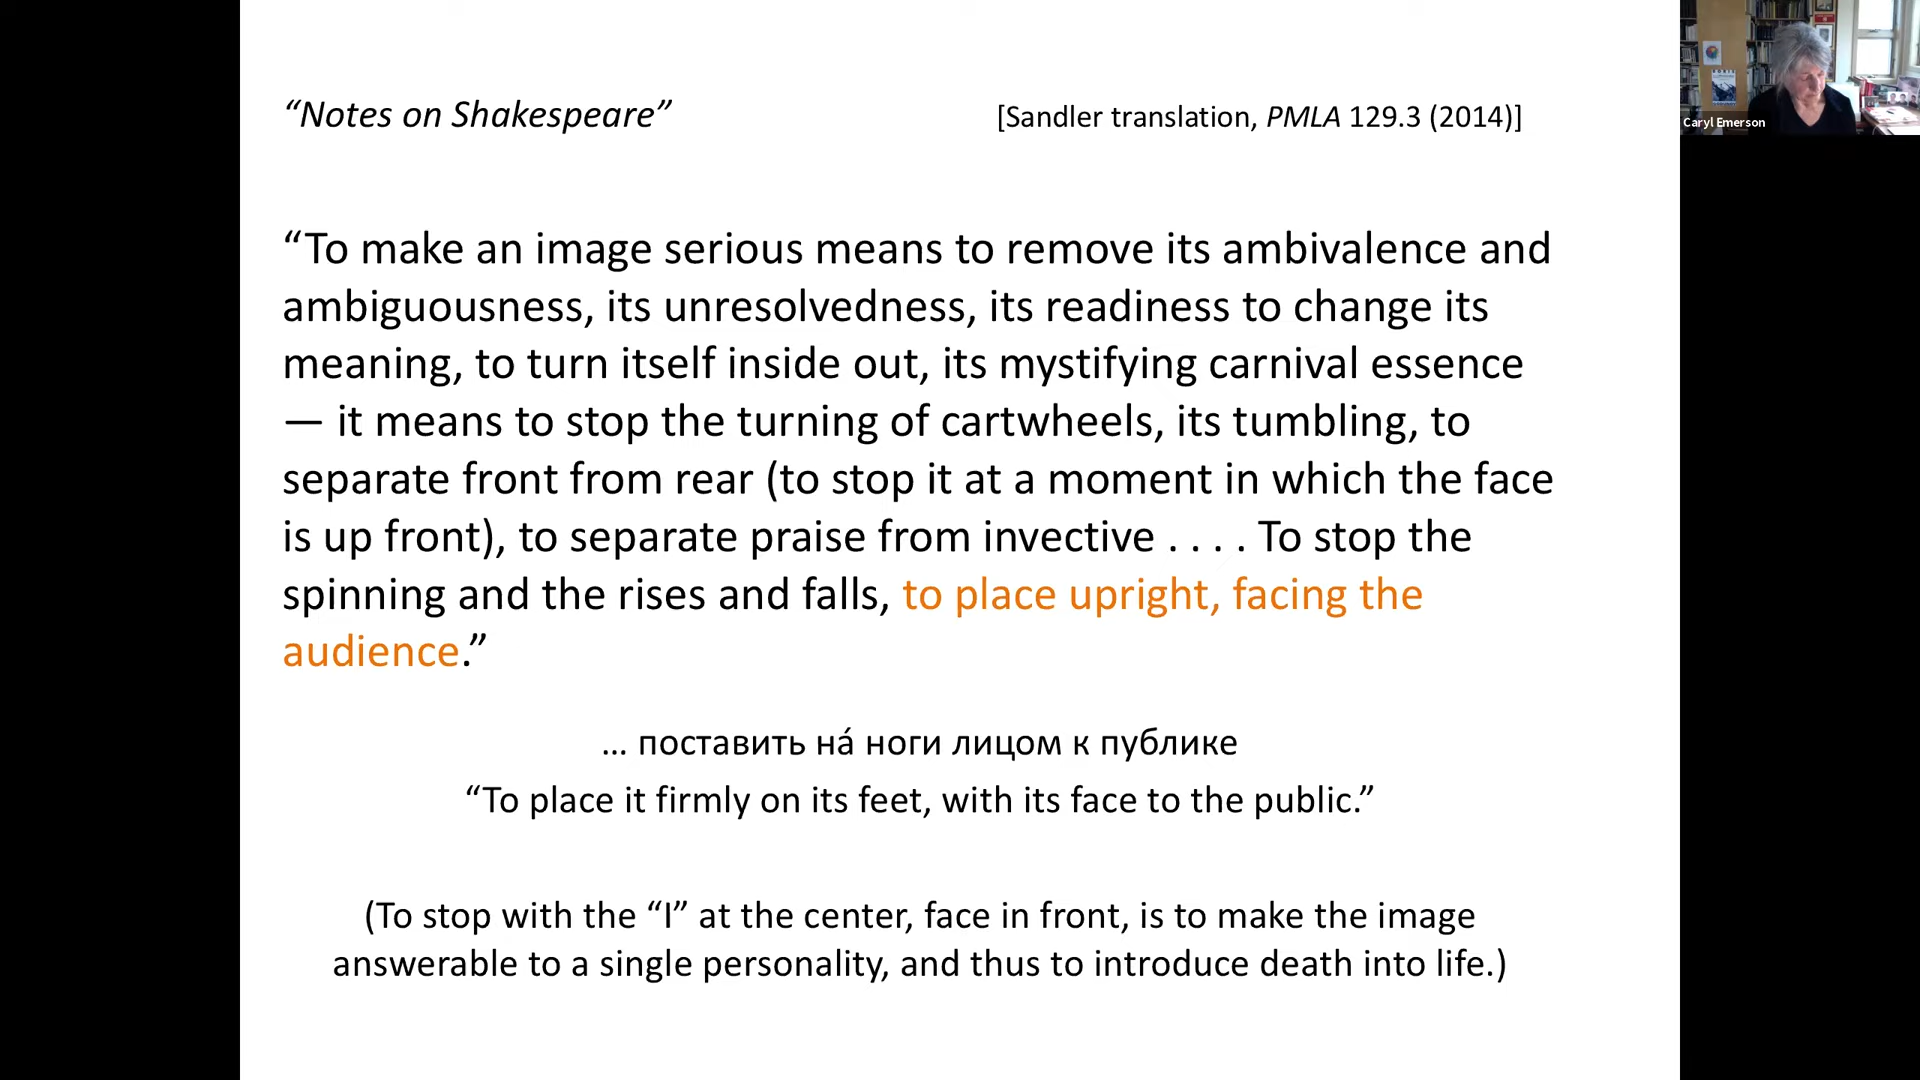 “Notes on Shakespeare” [Sandler translation, PMLA 129.3 (2014)]
Caryl Emerson
“To make an image serious means to remove its ambivalence and
ambiguousness, its unresolvedness, its readiness to change its
meaning, to turn itself inside out, its mystifying carnival essence
— it means to stop the turning of cartwheels, its tumbling, to
separate front from rear (to stop it at a moment in which the face
is up front), to separate praise from invective . . . . To stop the
spinning and the rises and falls, to place upright, facing the
audience.”
... поставить на́ ноги лицом к публике
“To place it firmly on its feet, with its face to the public.”
(To stop with the “I” at the center, face in front, is to make the image
answerable to a single personality, and thus to introduce death into life.)